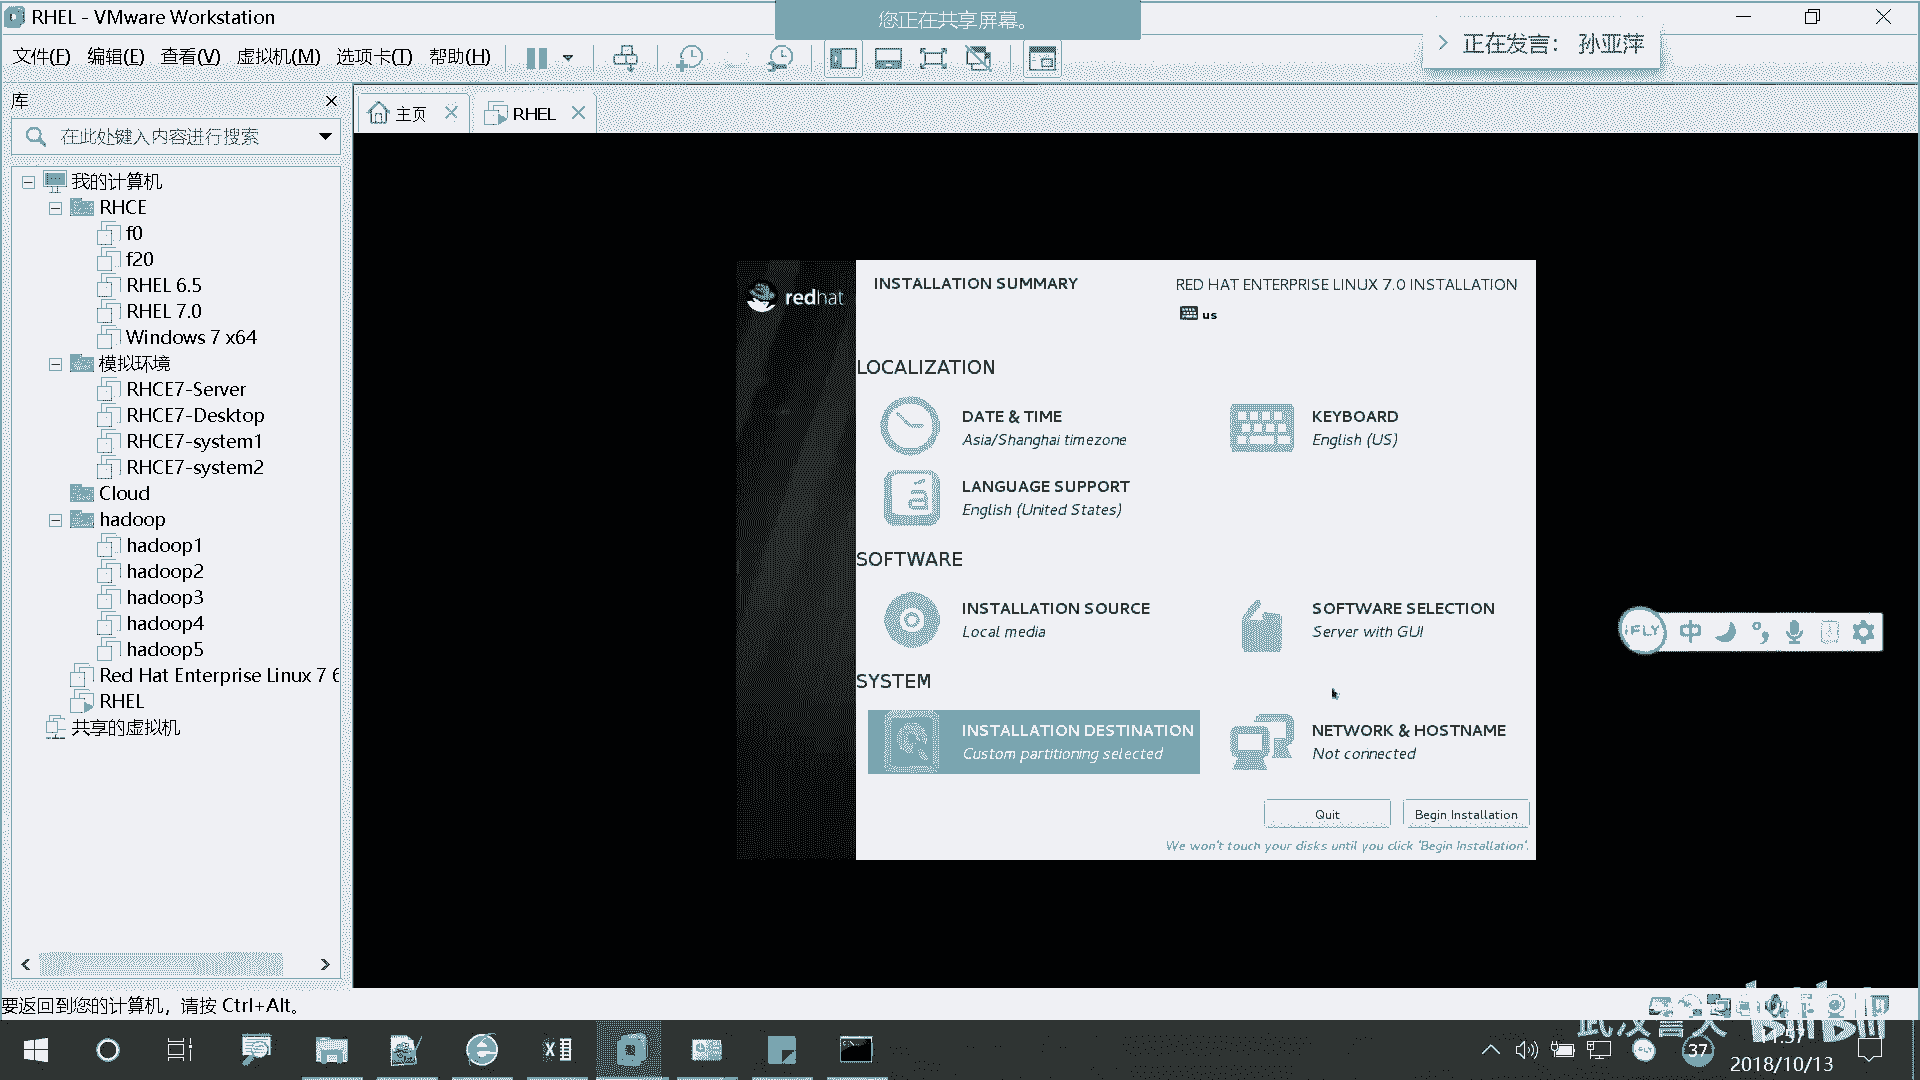 RHEL - VMware Workstation
您正在共享屏幕。
正在发言: 孙亚萍
文件(F) 编辑(E) 查看(V) 虚拟机(M) 选项卡(T) 帮助(H)
库
主页
RHEL
在此处键入内容进行搜索
我的计算机
RHCE
f0
f20
RHEL 6.5
RHEL 7.0
Windows 7 x64
模拟环境
RHCE7-Server
RHCE7-Desktop
RHCE7-system1
RHCE7-system2
Cloud
hadoop
hadoop1
hadoop2
hadoop3
hadoop4
hadoop5
Red Hat Enterprise Linux 7 6
RHEL
共享的虚拟机
redhat
INSTALLATION SUMMARY
RED HAT ENTERPRISE LINUX 7.0 INSTALLATION
us
LOCALIZATION
DATE & TIME
Asia/Shanghai timezone
KEYBOARD
English (US)
LANGUAGE SUPPORT
English (United States)
SOFTWARE
INSTALLATION SOURCE
Local media
SOFTWARE SELECTION
Server with GUI
SYSTEM
INSTALLATION DESTINATION
Custom partitioning selected
NETWORK & HOSTNAME
Not connected
Quit
Begin Installation
We won't touch your disks until you click 'Begin Installation'.
iFLY 中
要返回到您的计算机，请按 Ctrl+Alt。
bilibili
37
2018/10/13